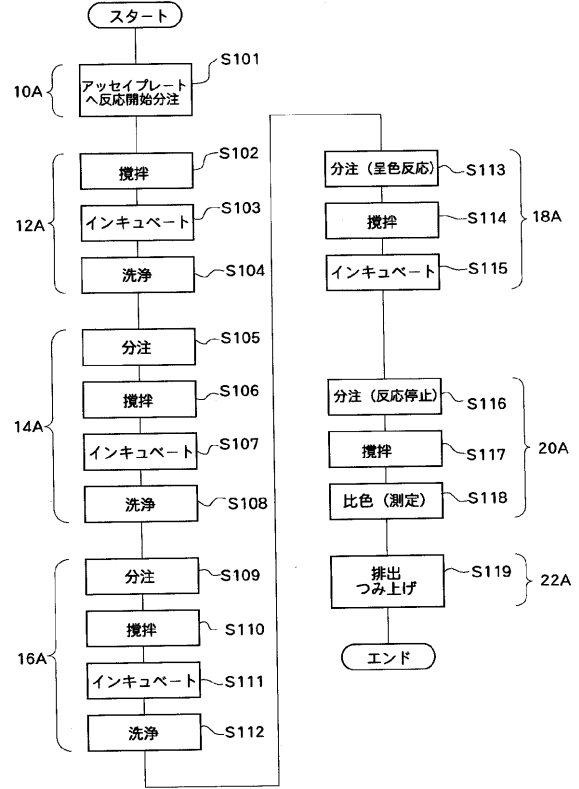 スタート
S101
アッセイプレート
へ反応開始分注
10A
S102
攪拌
S103
インキュベート
12A
S104
洗浄
S105
分注
S106
攪拌
14A
S107
インキュベート
S108
洗浄
S109
分注
S110
攪拌
16A
S111
インキュベート
S112
洗浄
分注（呈色反応）
S113
攪拌
S114
18A
インキュベート
S115
分注（反応停止）
S116
攪拌
S117
20A
比色（測定）
S118
排出
つみ上げ
S119
22A
エンド